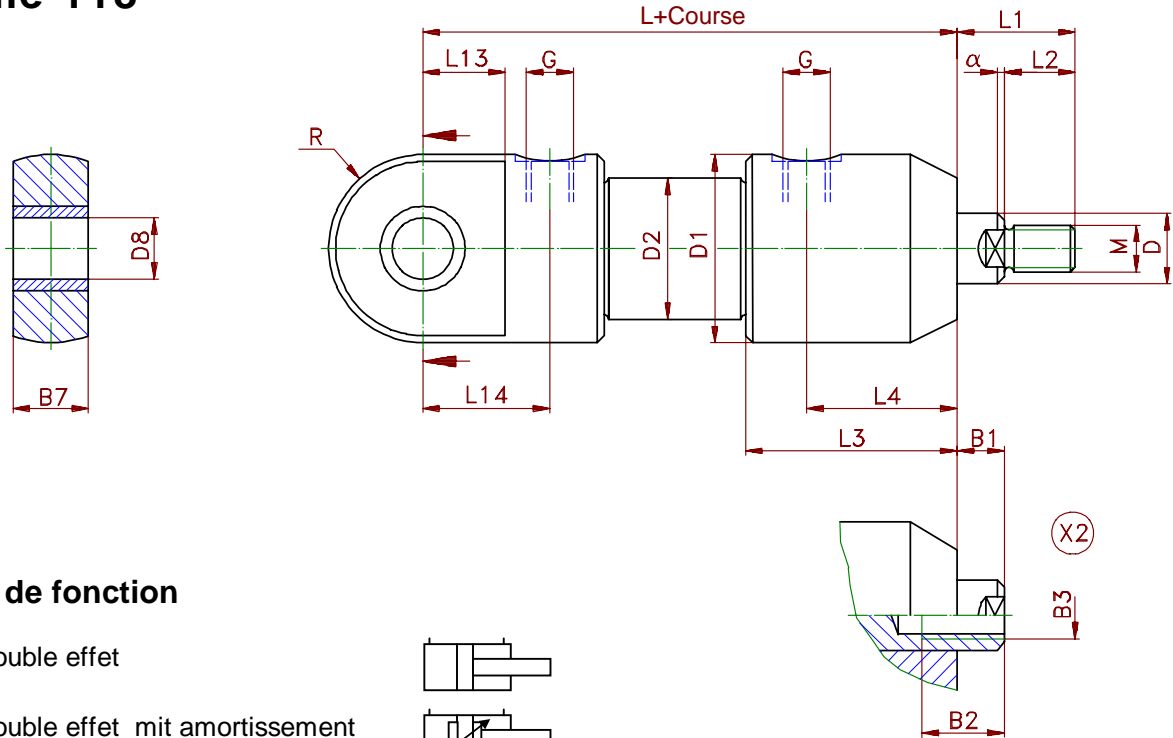 L+Course
L1
L13
G
G
α
L2
R
D8
D2
D1
M
D
B7
L14
L4
L3
B1
X2
B3
de fonction
ouble effet
ouble effet mit amortissement
B2